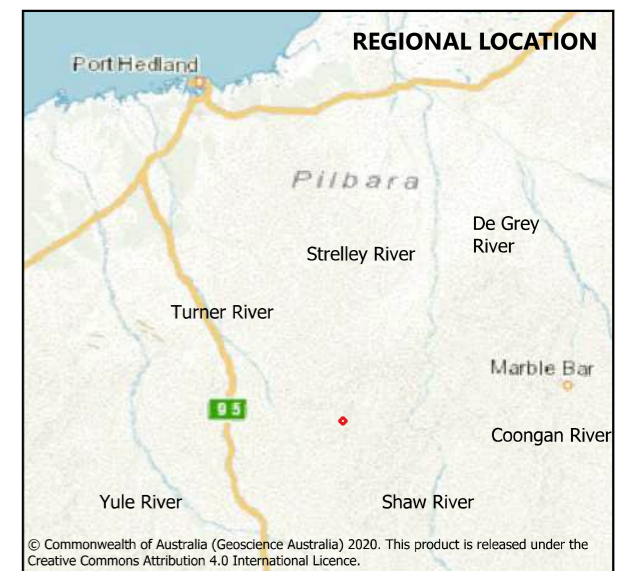 REGIONAL LOCATION
Port Hedland
Pilbara
De Grey
River
Strelley River
Turner River
Marble Bar
95
Coongan River
Yule River
Shaw River
© Commonwealth of Australia (Geoscience Australia) 2020. This product is released under the
Creative Commons Attribution 4.0 International Licence.